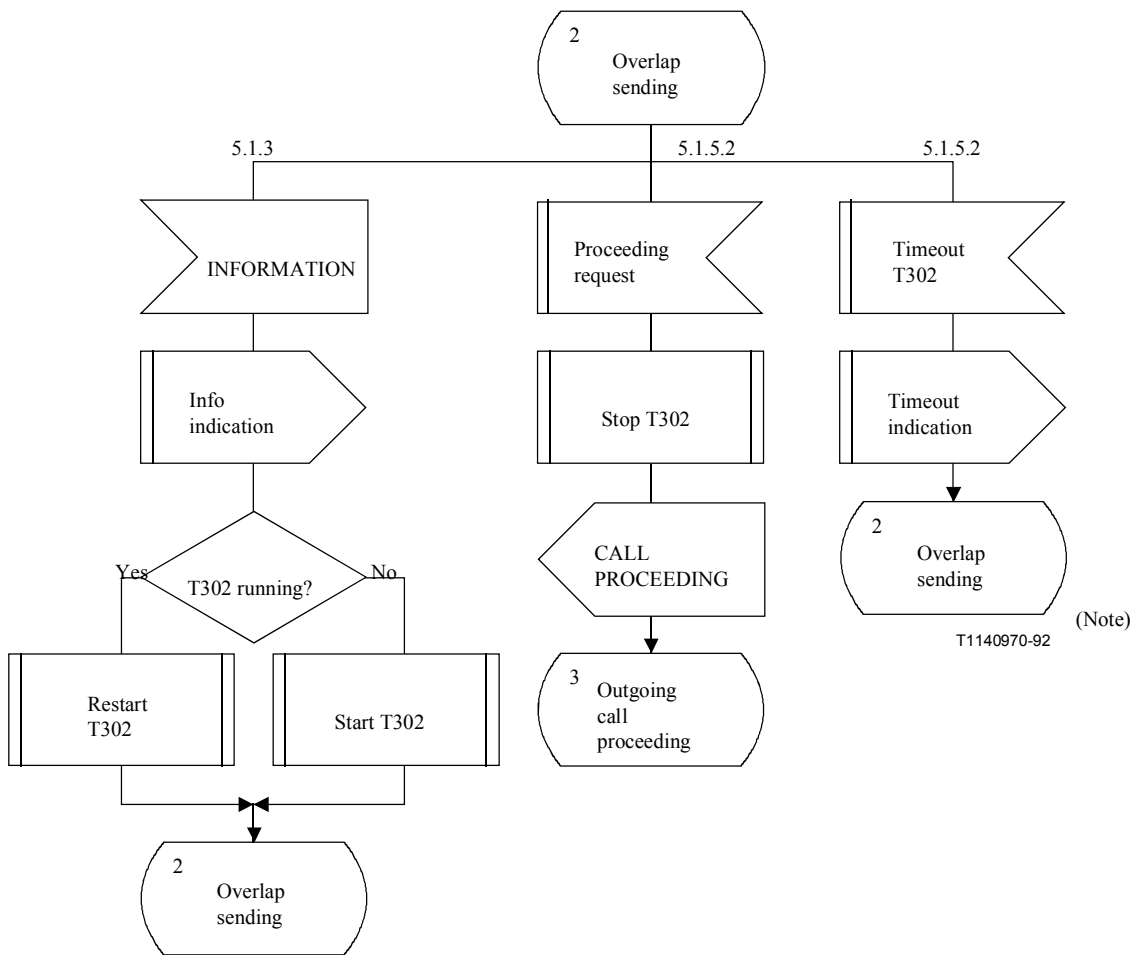 2
Overlap
sending
5.1.3
5.1.5.2
5.1.5.2
INFORMATION
Proceeding
request
Timeout
T302
Info
indication
Stop T302
Timeout
indication
T302 running?
Yes
No
CALL
PROCEEDING
2
Overlap
sending
(Note)
T1140970-92
Restart
T302
Start T302
3
Outgoing
call
proceeding
2
Overlap
sending